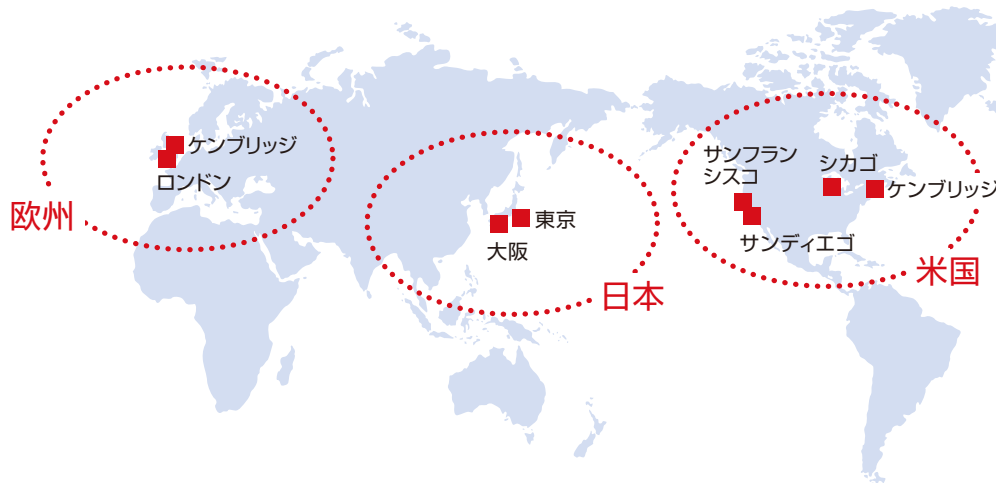 ケンブリッジ
ロンドン
欧州
東京
大阪
日本
サンフラン
シスコ
シカゴ
ケンブリッジ
サンディエゴ
米国